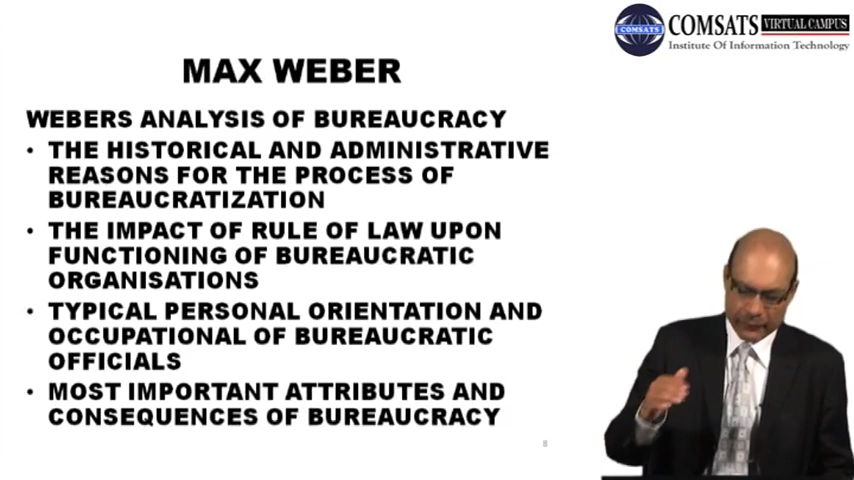 COMSATS VIRTUAL CAMPUS
Institute Of Information Technology
COMSATS
MAX WEBER
WEBERS ANALYSIS OF BUREAUCRACY
• THE HISTORICAL AND ADMINISTRATIVE
REASONS FOR THE PROCESS OF
BUREAUCRATIZATION
• THE IMPACT OF RULE OF LAW UPON
FUNCTIONING OF BUREAUCRATIC
ORGANISATIONS
• TYPICAL PERSONAL ORIENTATION AND
OCCUPATIONAL OF BUREAUCRATIC
OFFICIALS
• MOST IMPORTANT ATTRIBUTES AND
CONSEQUENCES OF BUREAUCRACY
8